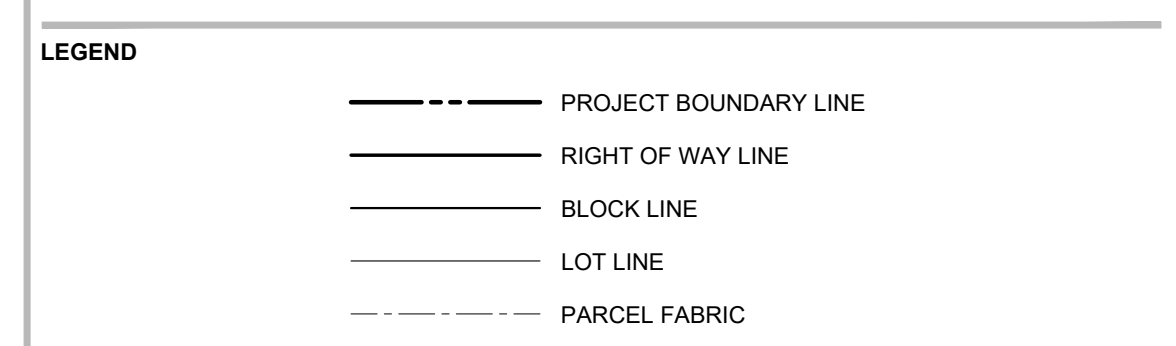 LEGEND
PROJECT BOUNDARY LINE
RIGHT OF WAY LINE
BLOCK LINE
LOT LINE
PARCEL FABRIC